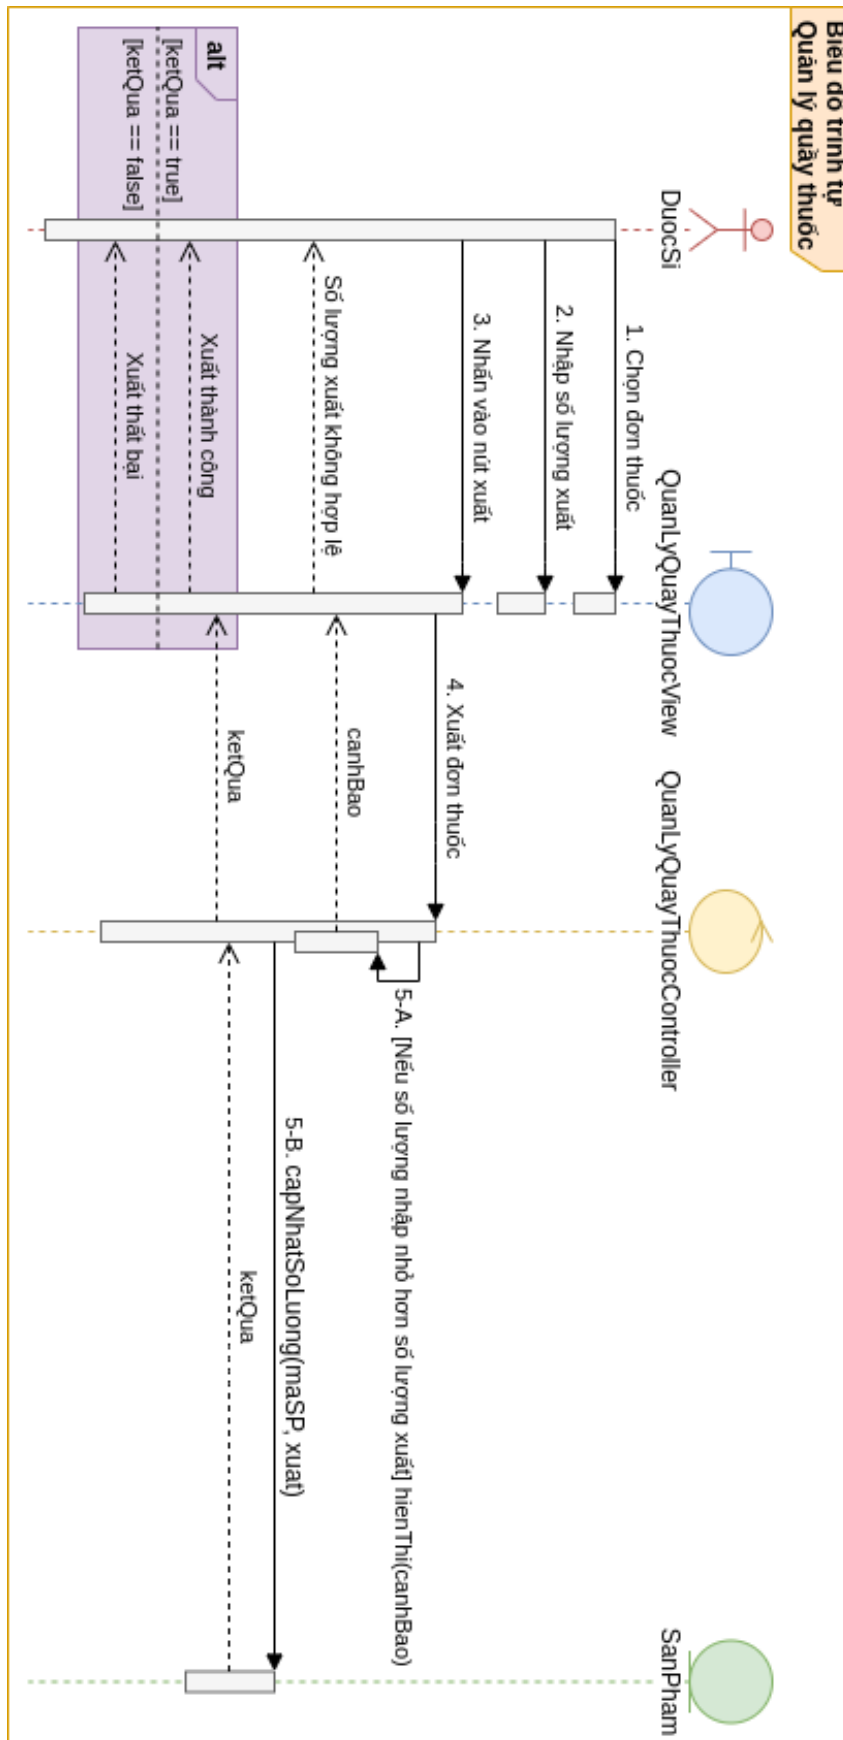 Biểu đồ trình tự
Quản lý quầy thuốc
DuocSi
QuanLyQuayThuocView
QuanLyQuayThuocController
SanPham
1. Chọn đơn thuốc
2. Nhập số lượng xuất
3. Nhấn vào nút xuất
4. Xuất đơn thuốc
5-A. [Nếu số lượng nhập nhỏ hơn số lượng xuất] hienThi(canhBao)
canhBao
Số lượng xuất không hợp lệ
5-B. capNhatSoLuong(maSP, xuat)
ketQua
ketQua
alt
[ketQua == true]
Xuất thành công
[ketQua == false]
Xuất thất bại